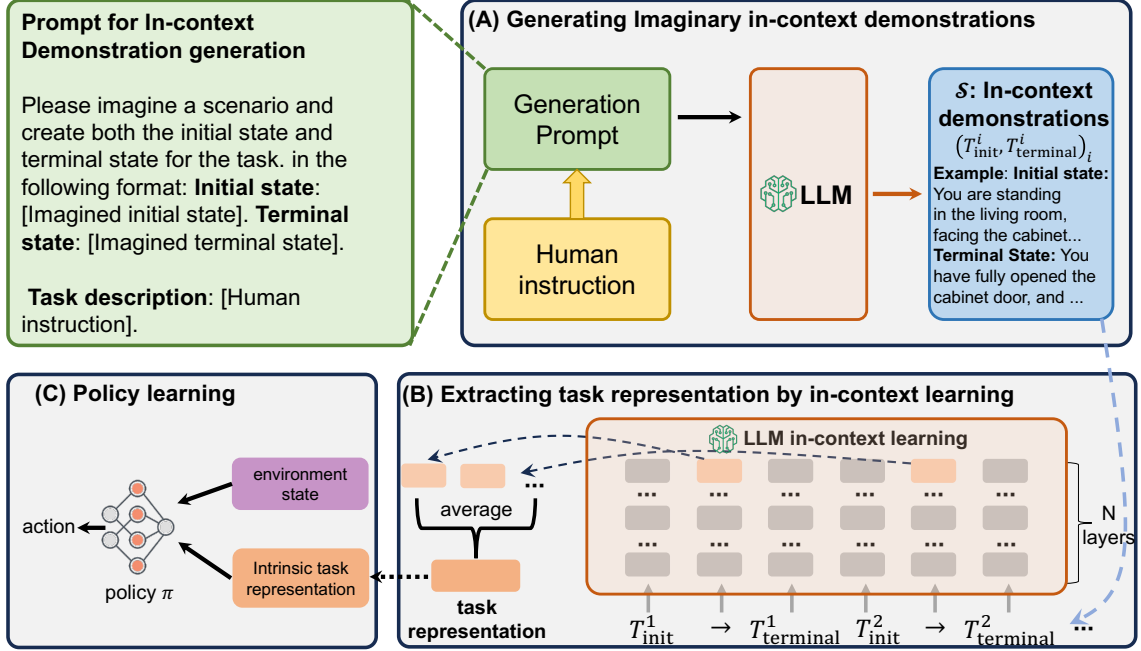 Prompt for In-context
Demonstration generation
Please imagine a scenario and
create both the initial state and
terminal state for the task. in the
following format: Initial state:
[Imagined initial state]. Terminal
state: [Imagined terminal state].
Task description: [Human
instruction].
(A) Generating Imaginary in-context demonstrations
Generation
Prompt
Human
instruction
LLM
𝒮: In-context
demonstrations
(T^i_init, T^i_terminal)_i
Example: Initial state:
You are standing
in the living room,
facing the cabinet...
Terminal State: You
have fully opened the
cabinet door, and ...
(C) Policy learning
environment
state
action
Intrinsic task
representation
policy π
(B) Extracting task representation by in-context learning
LLM in-context learning
...
average
... ... ... ... ... ...
... ... ... ... ... ...
N
layers
task
representation
T^1_init → T^1_terminal T^2_init → T^2_terminal ...